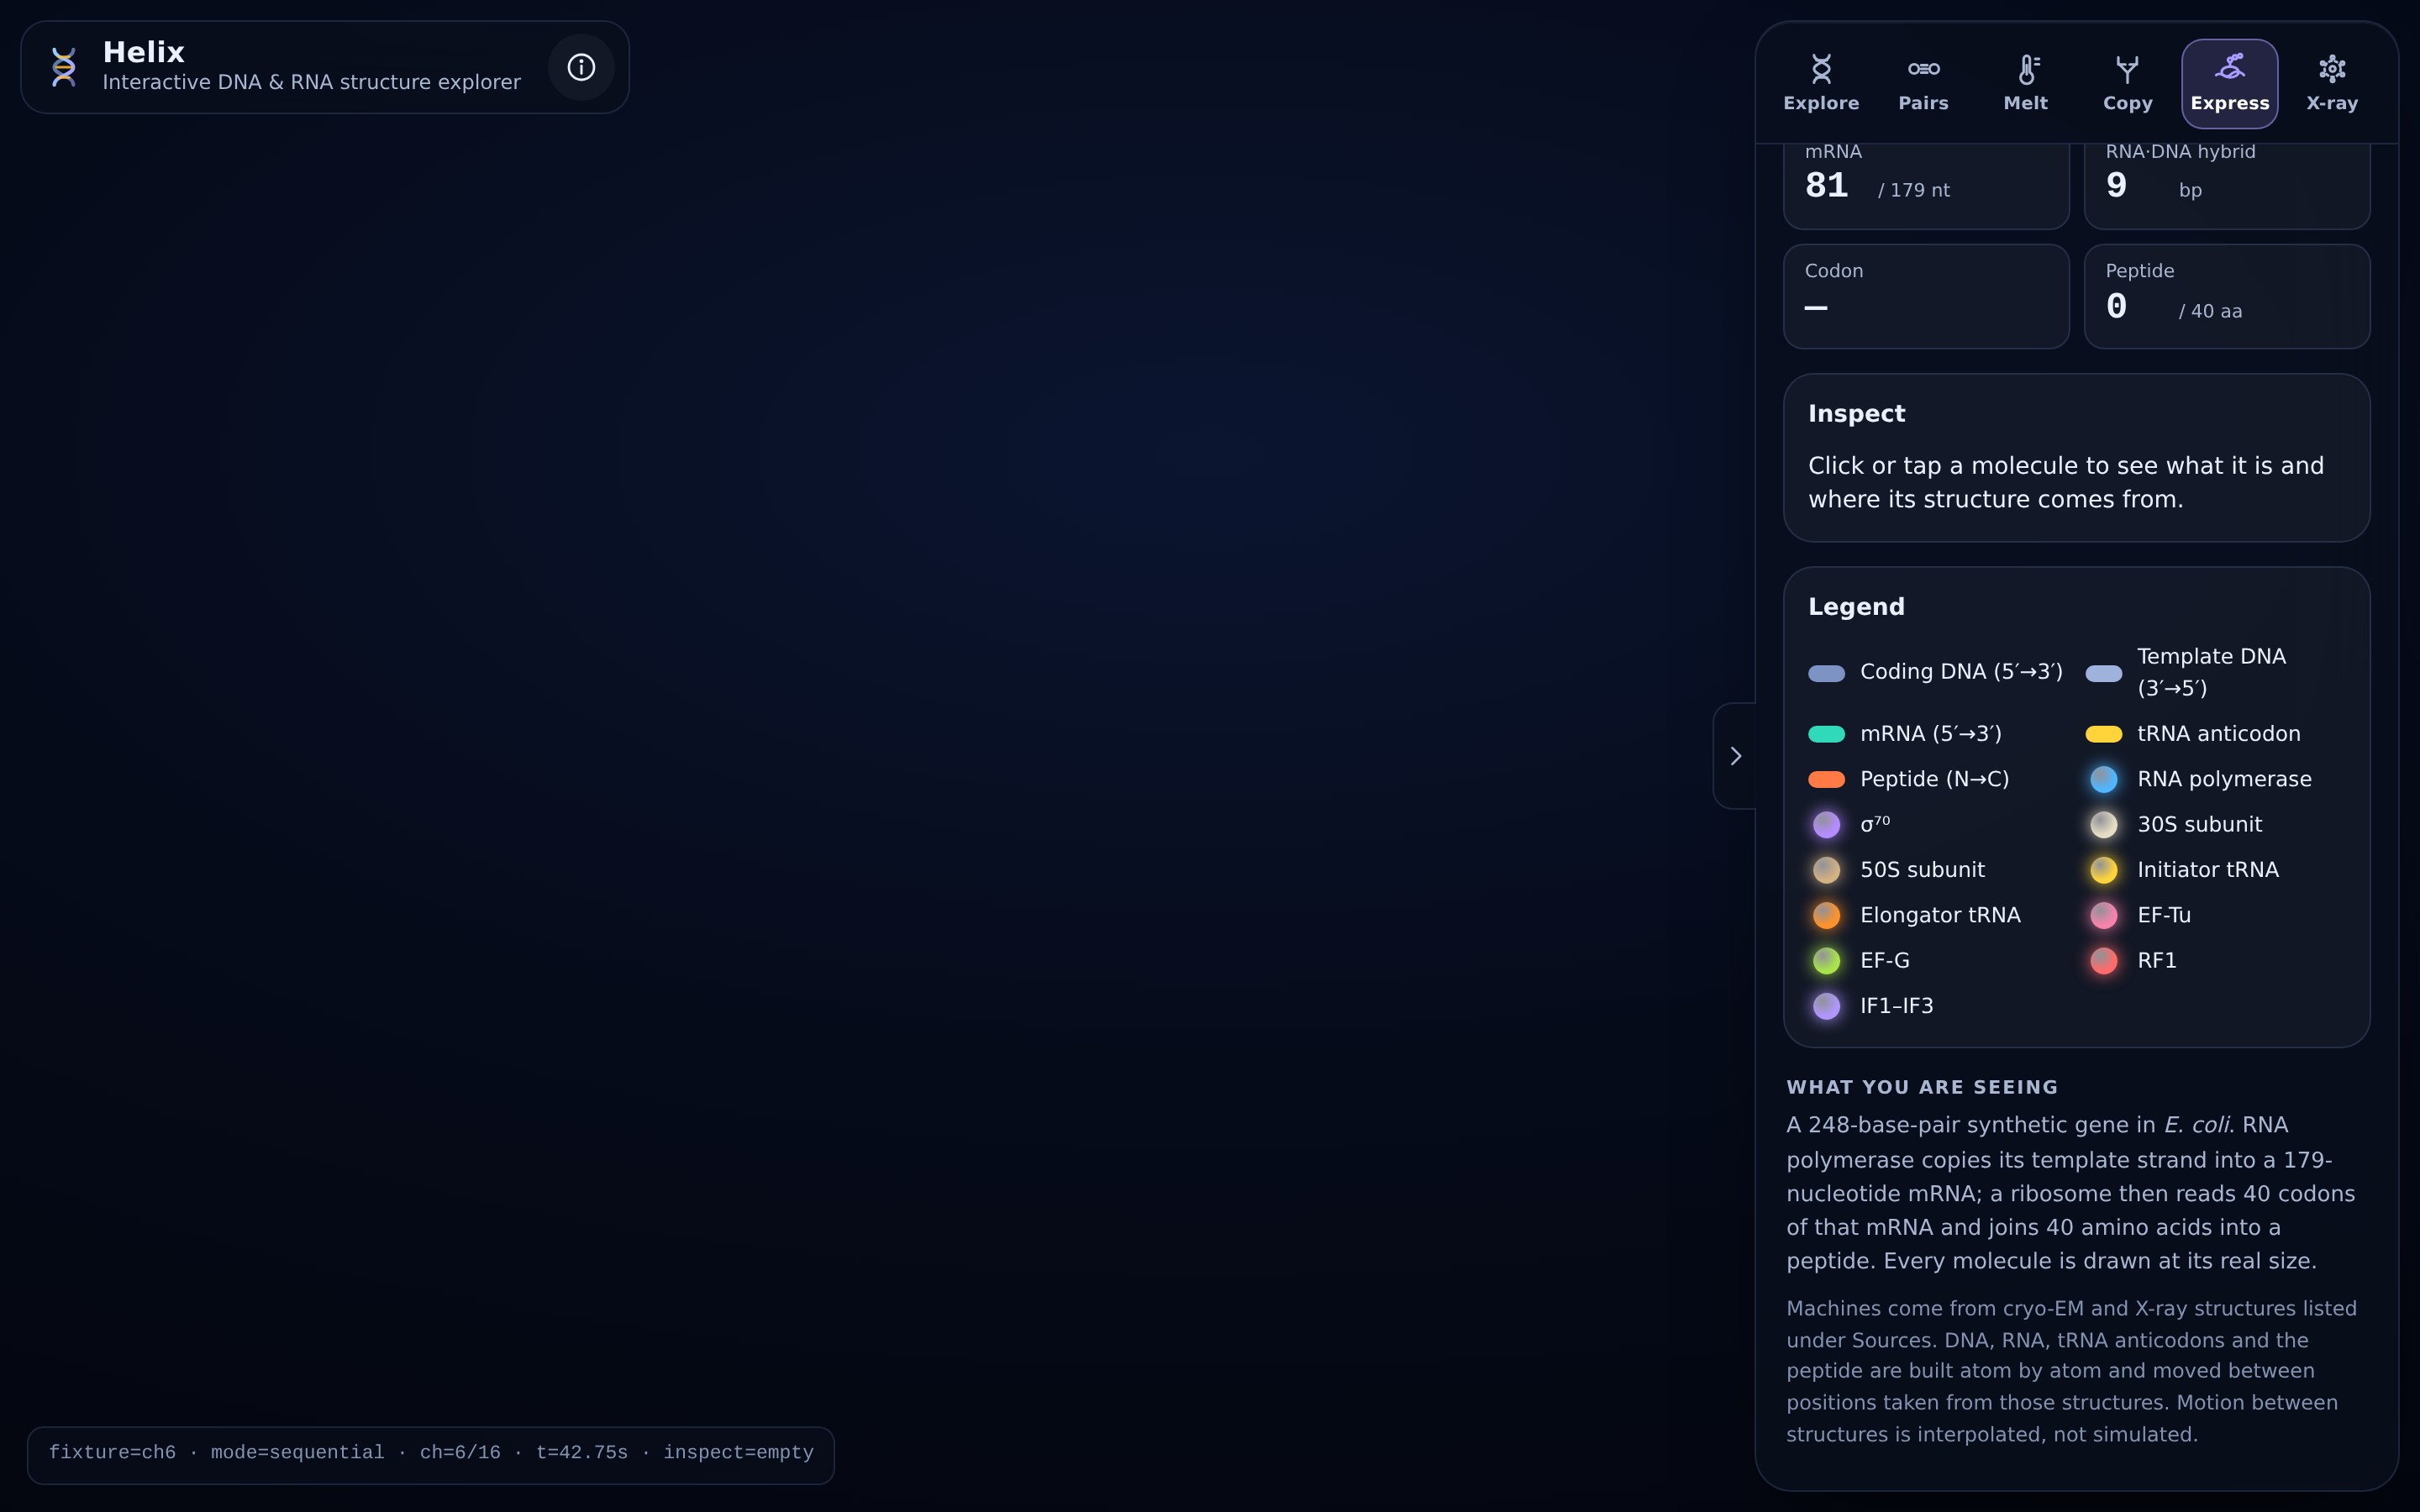 Helix
Interactive DNA & RNA structure explorer
Explore
Pairs
Melt
Copy
Express
X-ray
mRNA
81 / 179 nt
RNA·DNA hybrid
9 bp
Codon
—
Peptide
0 / 40 aa
Inspect
Click or tap a molecule to see what it is and
where its structure comes from.
Legend
Coding DNA (5′→3′)
Template DNA
(3′→5′)
mRNA (5′→3′)
tRNA anticodon
Peptide (N→C)
RNA polymerase
σ⁷⁰
30S subunit
50S subunit
Initiator tRNA
Elongator tRNA
EF-Tu
EF-G
RF1
IF1–IF3
WHAT YOU ARE SEEING
A 248-base-pair synthetic gene in E. coli. RNA
polymerase copies its template strand into a 179-
nucleotide mRNA; a ribosome then reads 40 codons
of that mRNA and joins 40 amino acids into a
peptide. Every molecule is drawn at its real size.
Machines come from cryo-EM and X-ray structures listed
under Sources. DNA, RNA, tRNA anticodons and the
peptide are built atom by atom and moved between
positions taken from those structures. Motion between
structures is interpolated, not simulated.
fixture=ch6 · mode=sequential · ch=6/16 · t=42.75s · inspect=empty